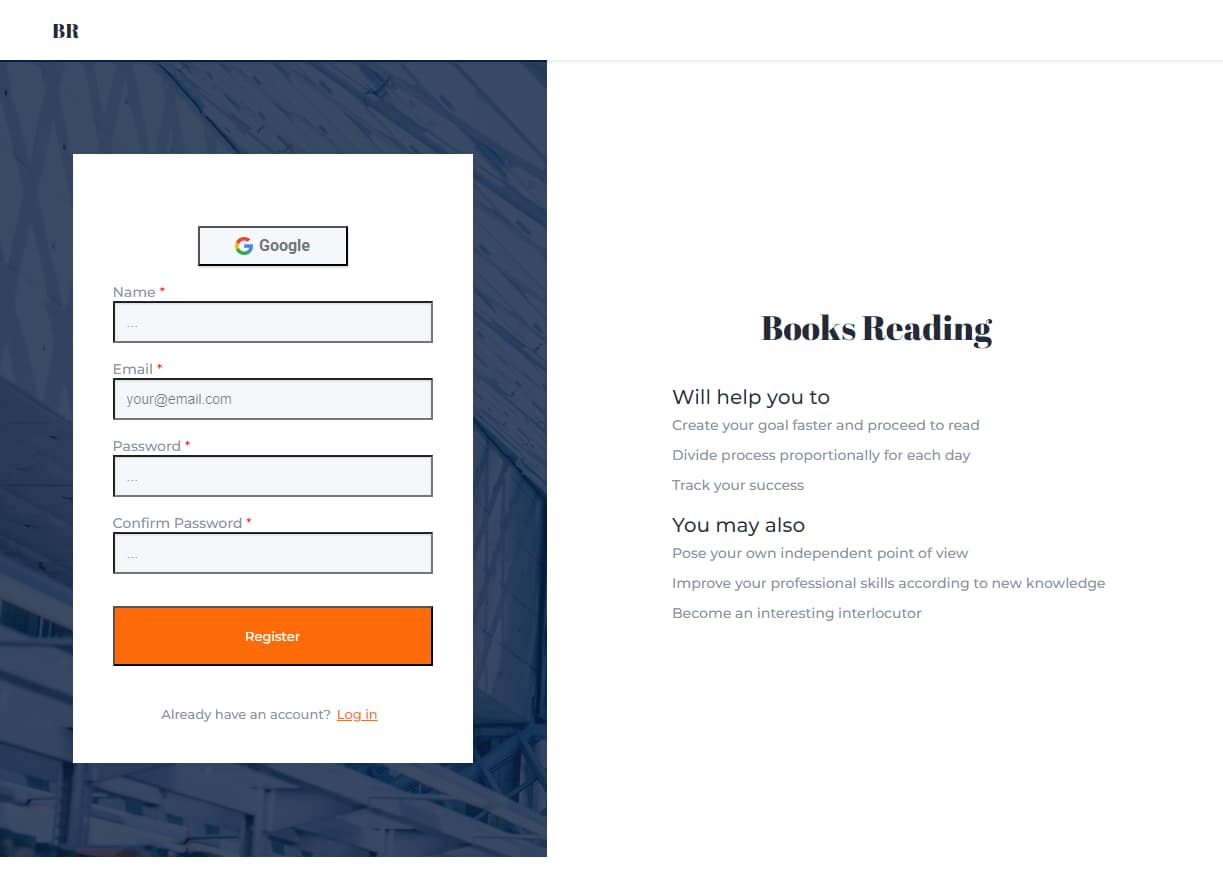 BR
Google
Name *
...
Email *
your@email.com
Password *
...
Confirm Password *
...
Register
Already have an account? Log in
Books Reading
Will help you to
Create your goal faster and proceed to read
Divide process proportionally for each day
Track your success
You may also
Pose your own independent point of view
Improve your professional skills according to new knowledge
Become an interesting interlocutor